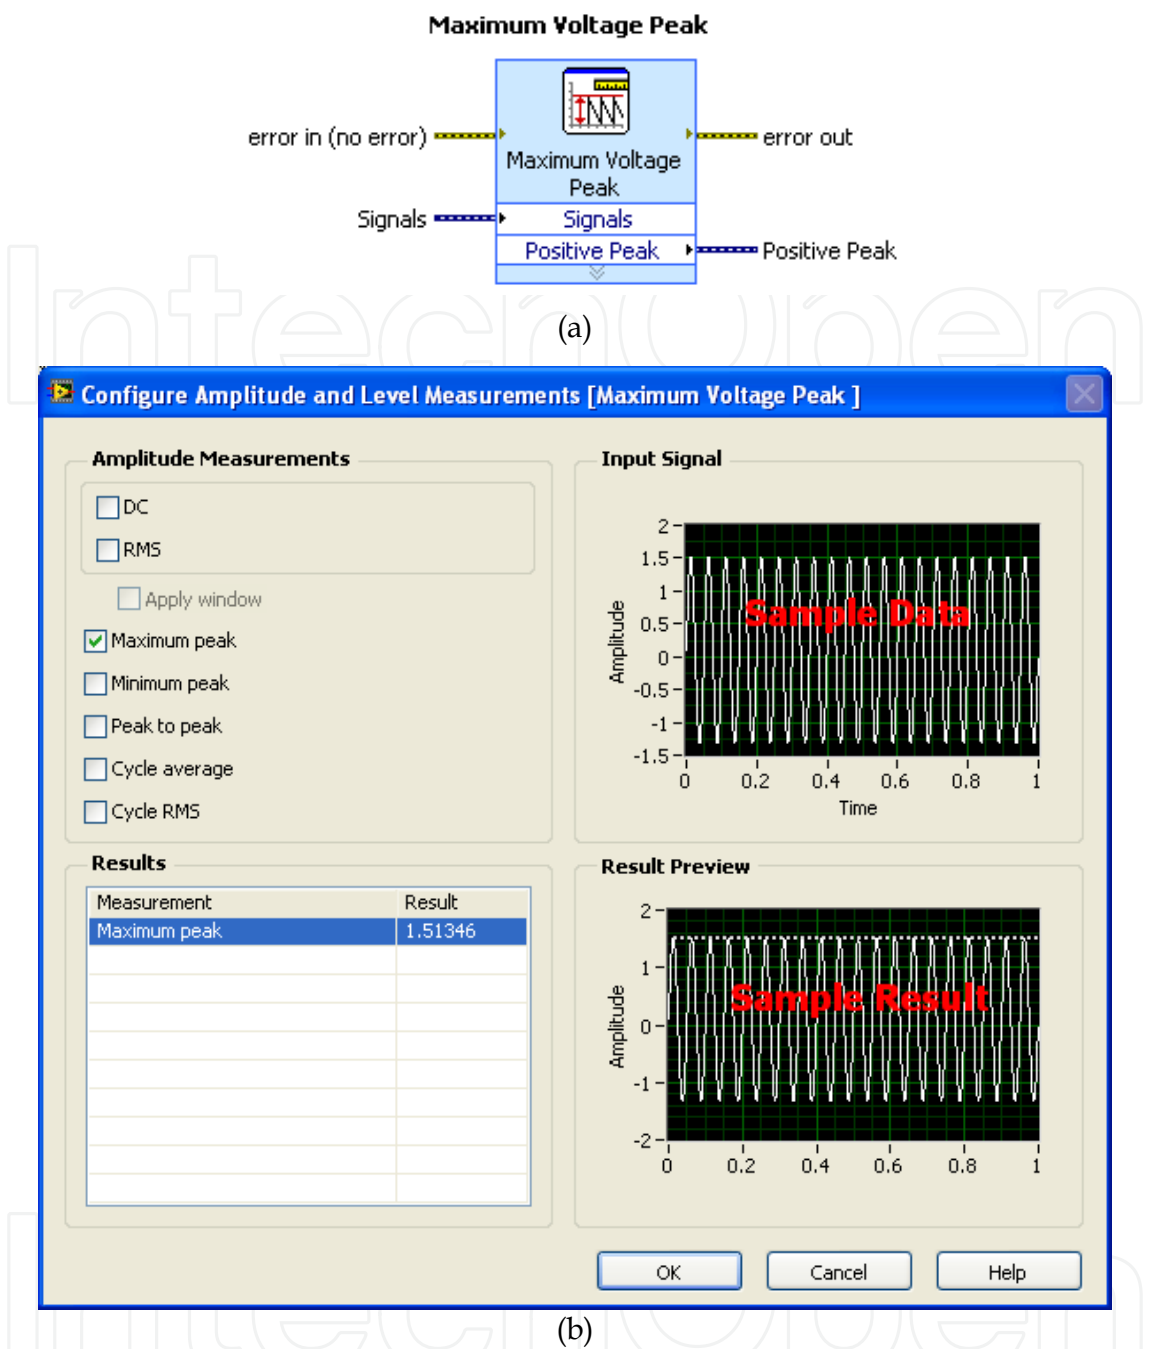 Maximum Voltage Peak
error in (no error)
error out
Maximum Voltage
Peak
Signals
Signals
Positive Peak
Positive Peak
(a)
Configure Amplitude and Level Measurements [Maximum Voltage Peak ]
Amplitude Measurements
DC
RMS
Apply window
Maximum peak
Minimum peak
Peak to peak
Cycle average
Cycle RMS
Input Signal
2
1.5
1
0.5
0
-0.5
-1
-1.5
Amplitude
Sample Data
0 0.2 0.4 0.6 0.8 1
Time
Results
Measurement Result
Maximum peak 1.51346
Result Preview
2
1
0
-1
-2
Amplitude
Sample Result
0 0.2 0.4 0.6 0.8 1
OK Cancel Help
(b)
IntechOpen
IntechOpen